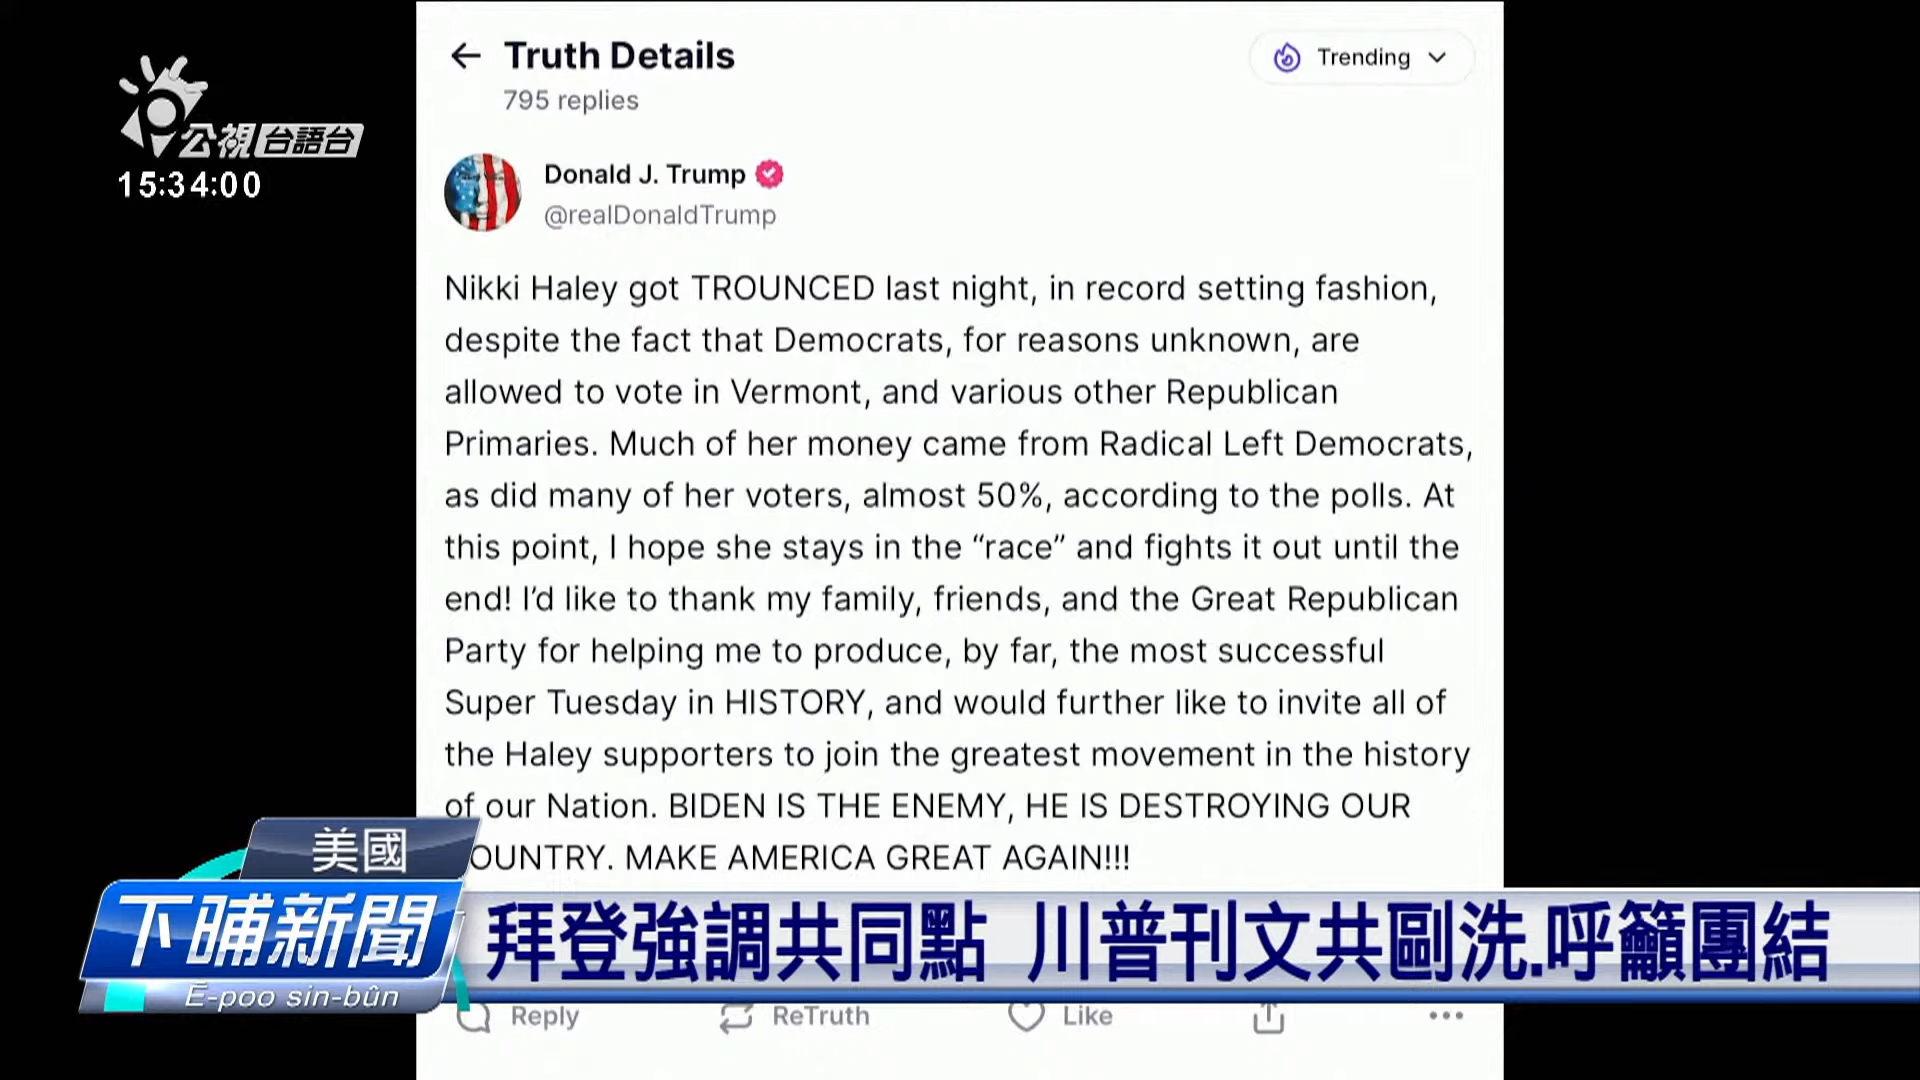 公視台語台
15:34:00
Truth Details
795 replies
Trending
Donald J. Trump
@realDonaldTrump
Nikki Haley got TROUNCED last night, in record setting fashion,
despite the fact that Democrats, for reasons unknown, are
allowed to vote in Vermont, and various other Republican
Primaries. Much of her money came from Radical Left Democrats,
as did many of her voters, almost 50%, according to the polls. At
this point, I hope she stays in the “race” and fights it out until the
end! I’d like to thank my family, friends, and the Great Republican
Party for helping me to produce, by far, the most successful
Super Tuesday in HISTORY, and would further like to invite all of
the Haley supporters to join the greatest movement in the history
of our Nation. BIDEN IS THE ENEMY, HE IS DESTROYING OUR
OUNTRY. MAKE AMERICA GREAT AGAIN!!!
美國
下晡新聞
Ē-poo sin-bûn
拜登強調共同點 川普刊文共剾洗.呼籲團結
Reply
ReTruth
Like